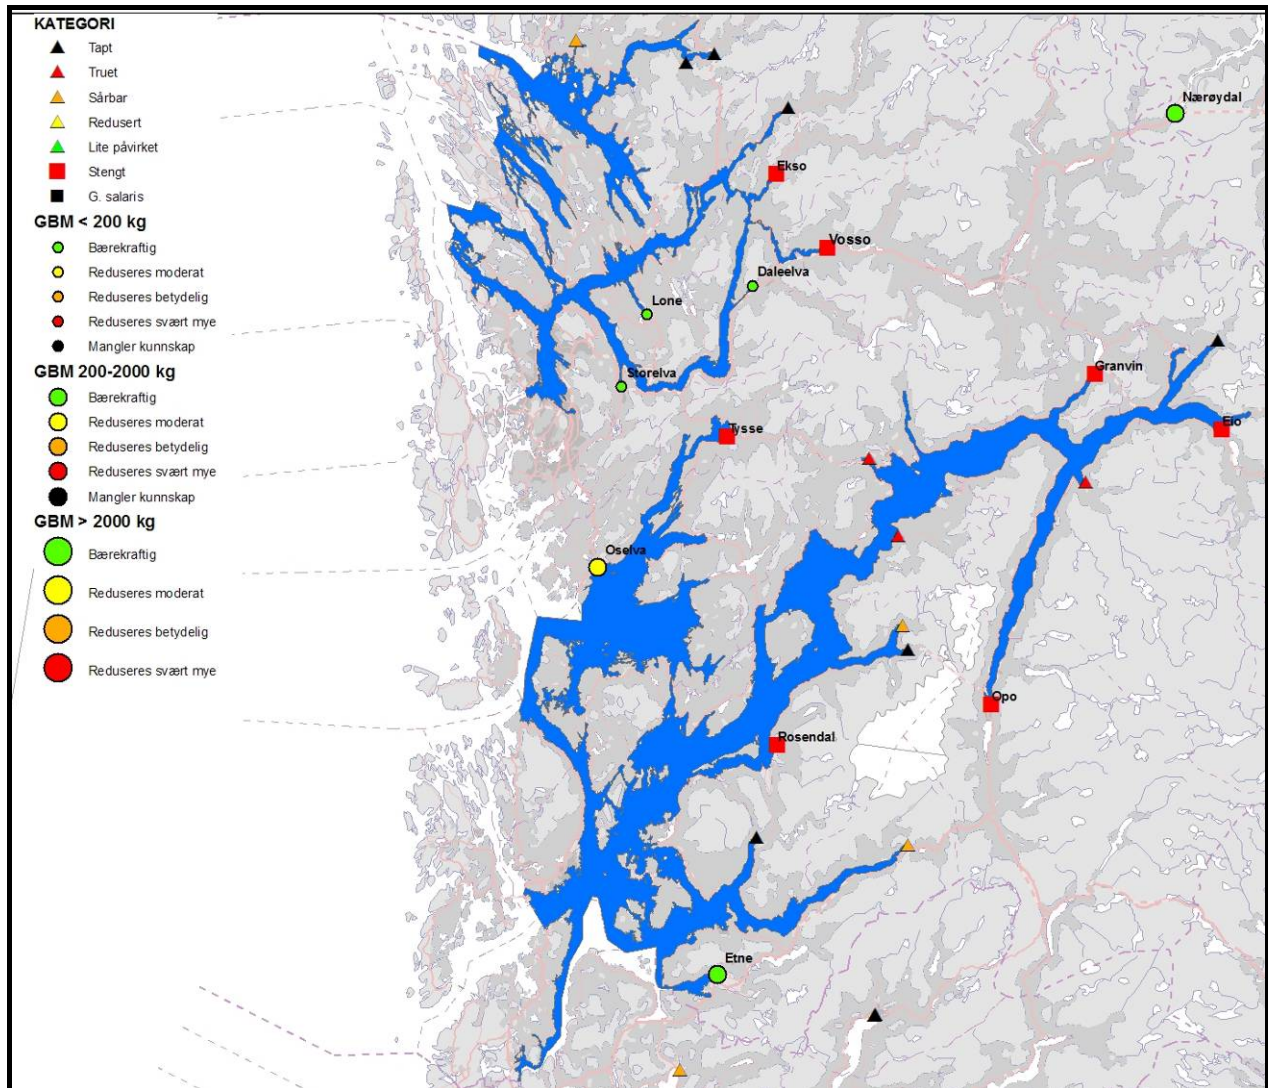 KATEGORI
Tapt
Truet
Sårbar
Redusert
Lite påvirket
Stengt
G. salaris
GBM < 200 kg
Bærekraftig
Reduseres moderat
Reduseres betydelig
Reduseres svært mye
Mangler kunnskap
GBM 200-2000 kg
Bærekraftig
Reduseres moderat
Reduseres betydelig
Reduseres svært mye
Mangler kunnskap
GBM > 2000 kg
Bærekraftig
Reduseres moderat
Reduseres betydelig
Reduseres svært mye
Nærøydal
Ekso
Vosso
Daleelva
Lone
Granvin
Storelva
Eio
Tysse
Oselva
Opo
Rosendal
Etne